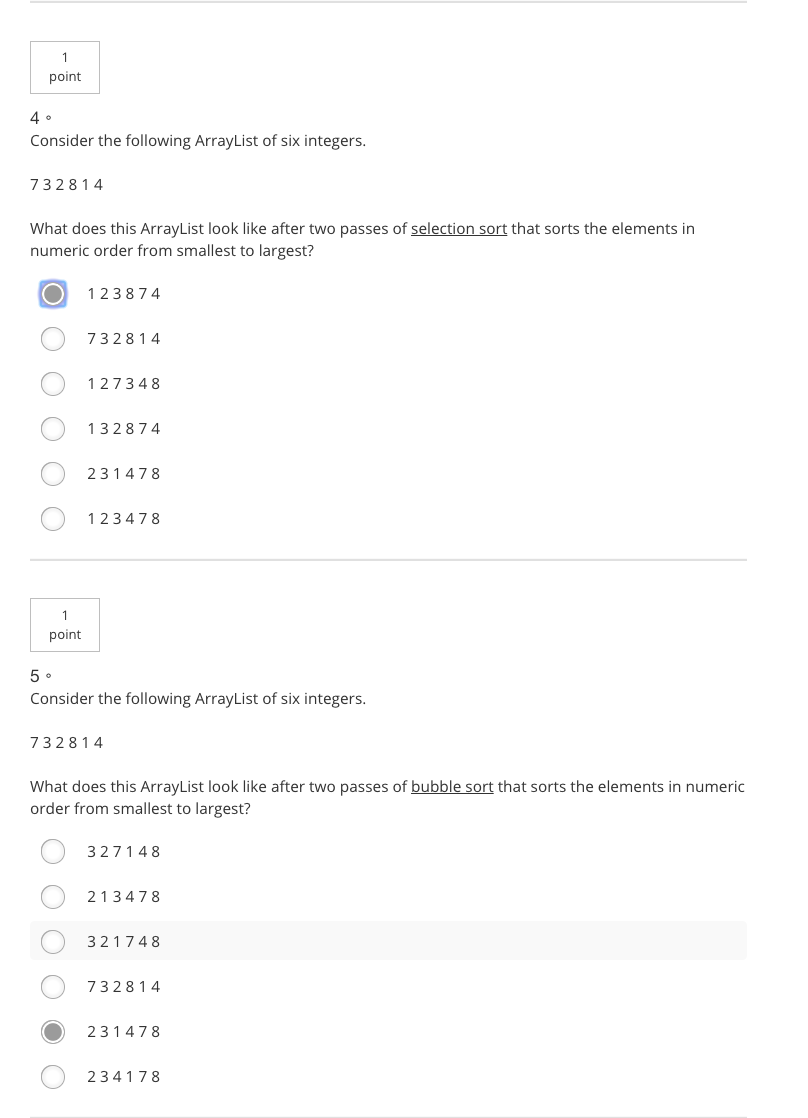 1
point
4 。
Consider the following ArrayList of six integers.
7 3 2 8 1 4
What does this ArrayList look like after two passes of selection sort that sorts the elements in
numeric order from smallest to largest?
1 2 3 8 7 4
7 3 2 8 1 4
1 2 7 3 4 8
1 3 2 8 7 4
2 3 1 4 7 8
1 2 3 4 7 8
1
point
5 。
Consider the following ArrayList of six integers.
7 3 2 8 1 4
What does this ArrayList look like after two passes of bubble sort that sorts the elements in numeric
order from smallest to largest?
3 2 7 1 4 8
2 1 3 4 7 8
3 2 1 7 4 8
7 3 2 8 1 4
2 3 1 4 7 8
2 3 4 1 7 8